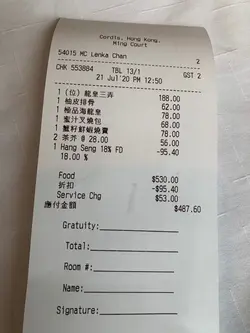 Cordis, Hong Kong,
Ming Court
54015 MC Lenka Chan 2
CHK 553884 TBL 13/1 GST 2
21 Jul'20 PM 12:50
1 (位) 龍皇三弄 188.00
1 柚皮排骨 62.00
1 極品海龍皇 78.00
1 蜜汁叉燒包 68.00
1 蟹籽鮮蝦燒賣 78.00
2 茶芥 @ 28.00 56.00
1 Hang Seng 18% FD -95.40
18.00 %
Food $530.00
折扣 -$95.40
Service Chg $53.00
應付金額 $487.60
Gratuity:
Total:
Room #:
Name:
Signature: